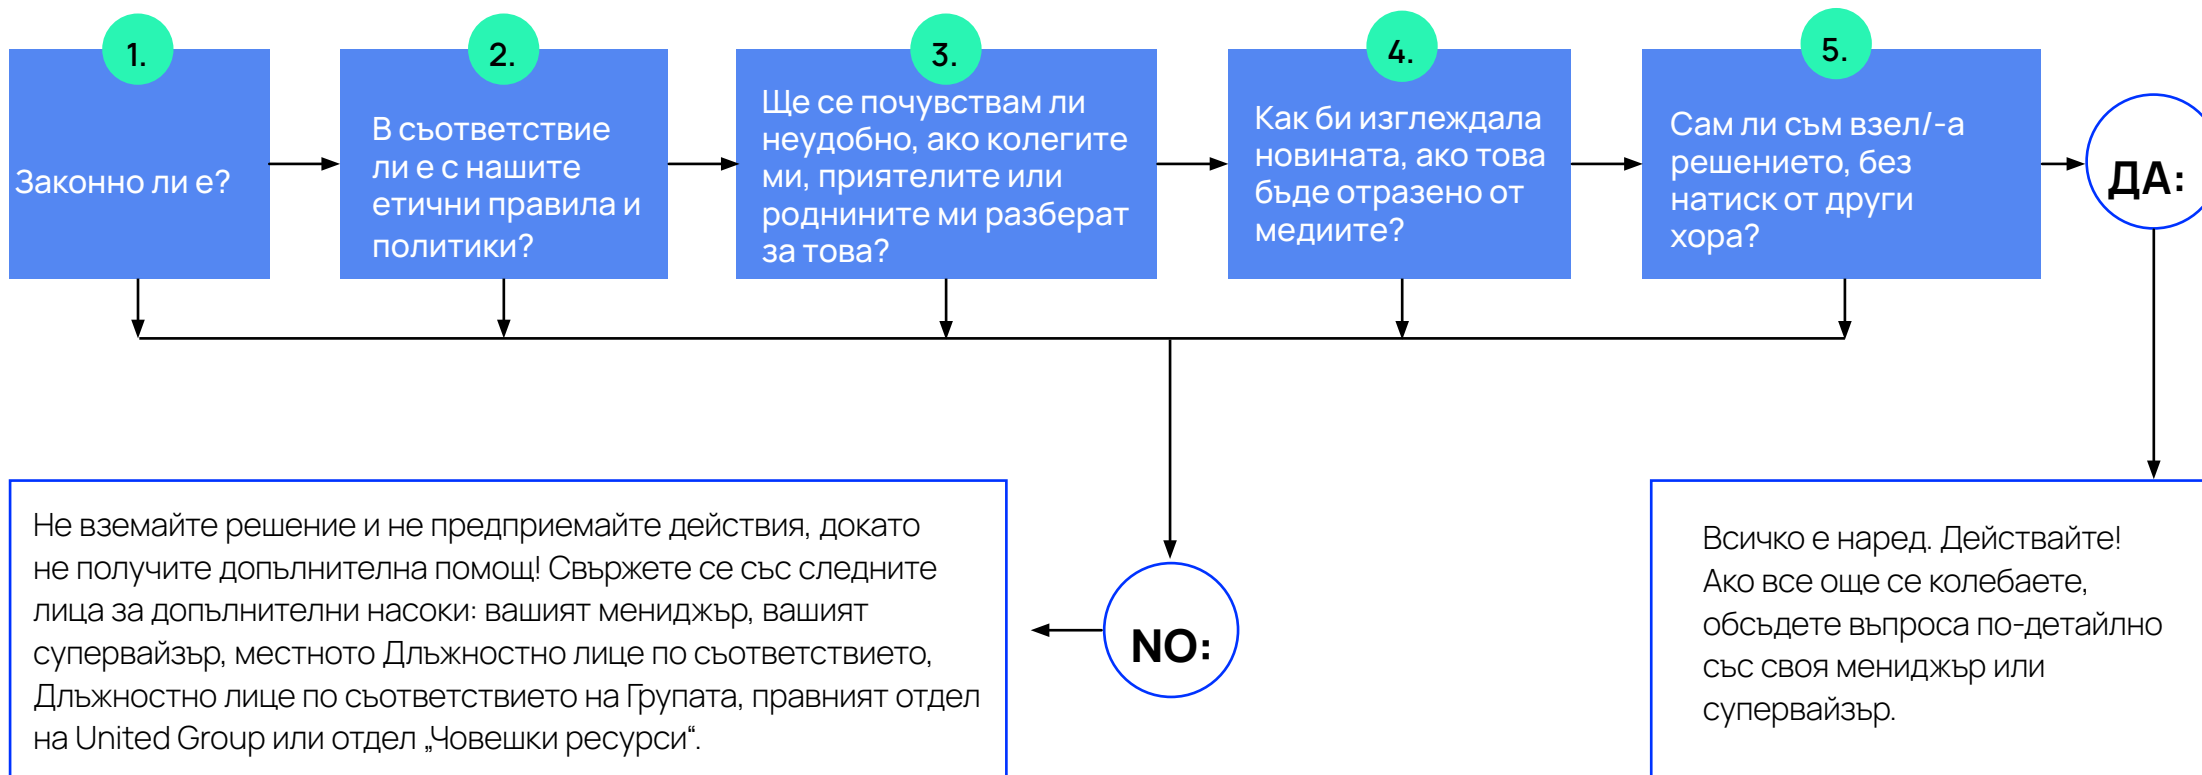 1.
Законно ли е?
2.
В съответствие
ли е с нашите
етични правила и
политики?
3.
Ще се почувствам ли
неудобно, ако колегите
ми, приятелите или
роднините ми разберат
за това?
4.
Как би изглеждала
новината, ако това
бъде отразено от
медиите?
5.
Сам ли съм взел/-а
решението, без
натиск от други
хора?
ДА:
Не вземайте решение и не предприемайте действия, докато
не получите допълнителна помощ! Свържете се със следните
лица за допълнителни насоки: вашият мениджър, вашият
супервайзър, местното Длъжностно лице по съответствието,
Длъжностно лице по съответствието на Групата, правният отдел
на United Group или отдел „Човешки ресурси“.
NO:
Всичко е наред. Действайте!
Ако все още се колебаете,
обсъдете въпроса по-детайлно
със своя мениджър или
супервайзър.